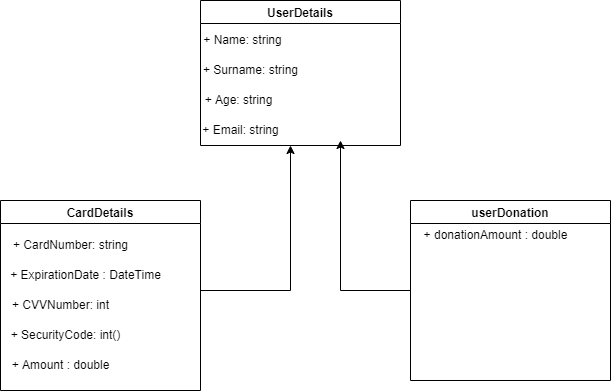 UserDetails
+ Name: string
+ Surname: string
+ Age: string
+ Email: string
CardDetails
+ CardNumber: string
+ ExpirationDate : DateTime
+ CVVNumber: int
+ SecurityCode: int()
+ Amount : double
userDonation
+ donationAmount : double